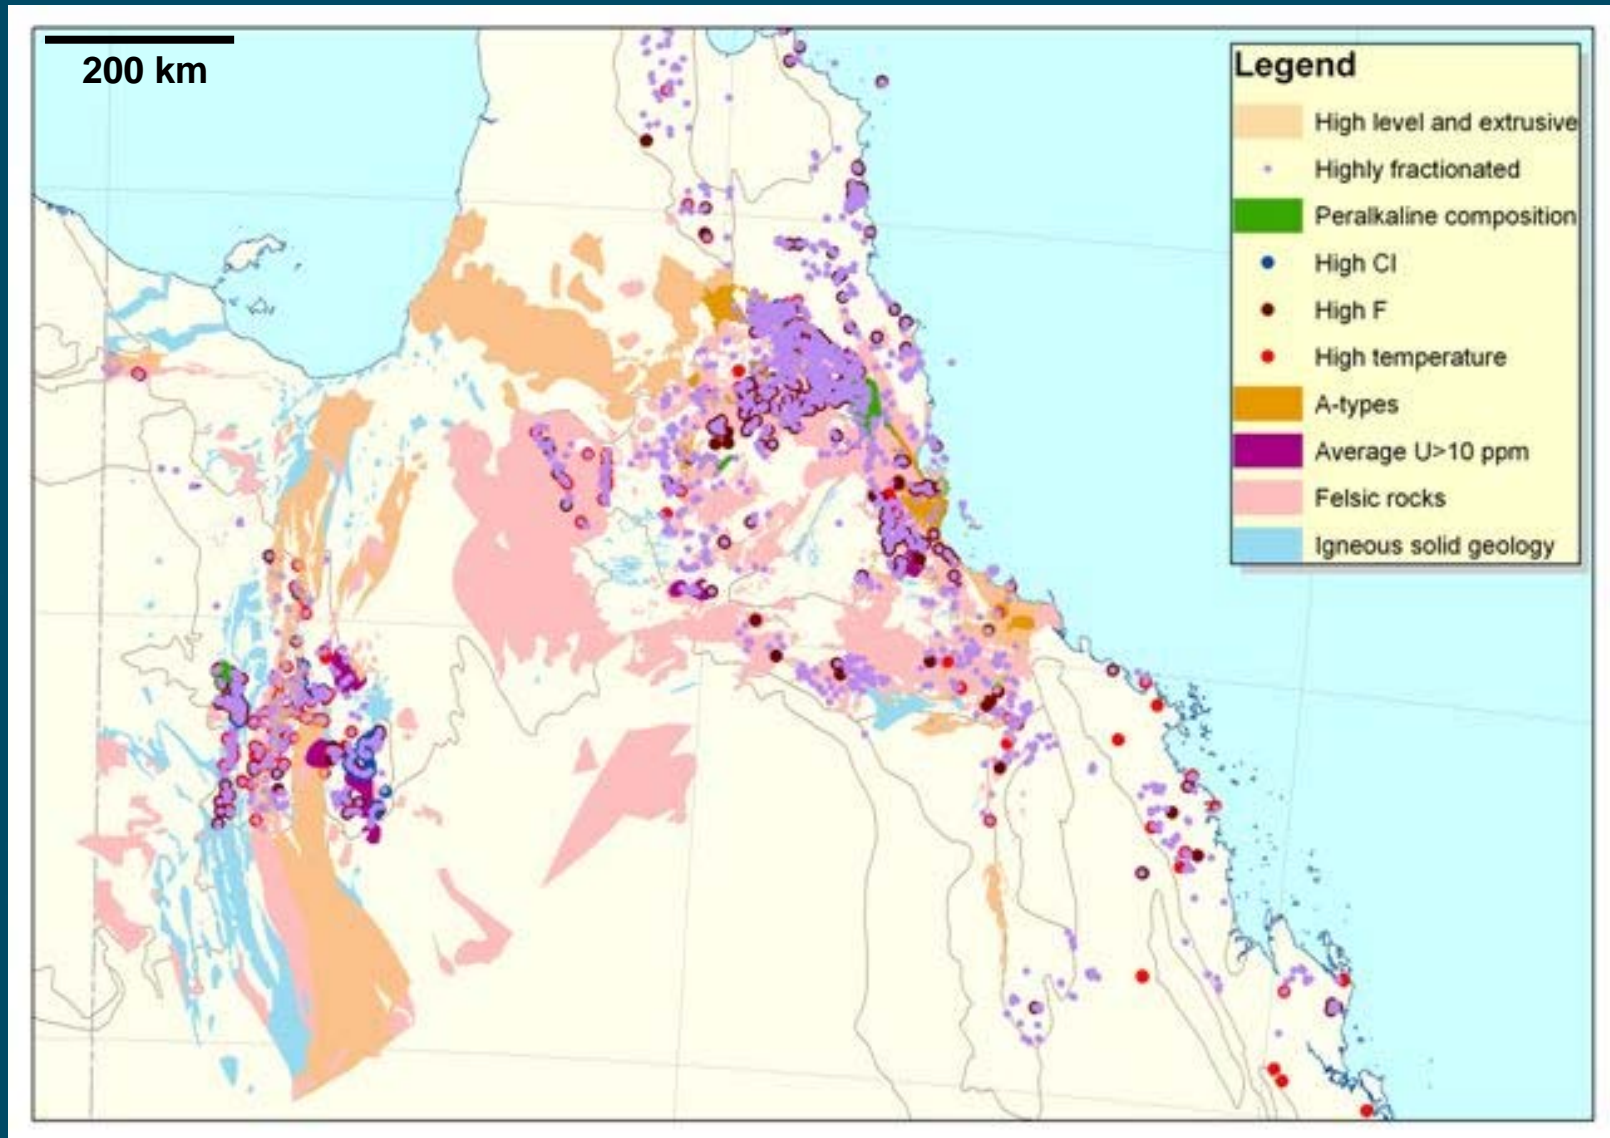 200 km
Legend
High level and extrusive
Highly fractionated
Peralkaline composition
High Cl
High F
High temperature
A-types
Average U>10 ppm
Felsic rocks
Igneous solid geology